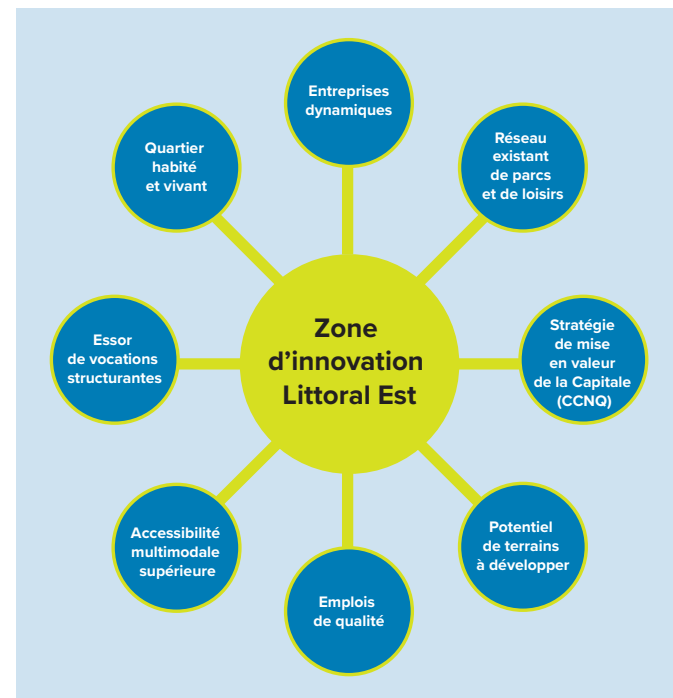 Entreprises
dynamiques
Réseau
existant
de parcs
et de loisirs
Stratégie
de mise
en valeur
de la Capitale
(CCNQ)
Potentiel
de terrains
à développer
Emplois
de qualité
Accessibilité
multimodale
supérieure
Essor
de vocations
structurantes
Quartier
habité
et vivant
Zone
d’innovation
Littoral Est